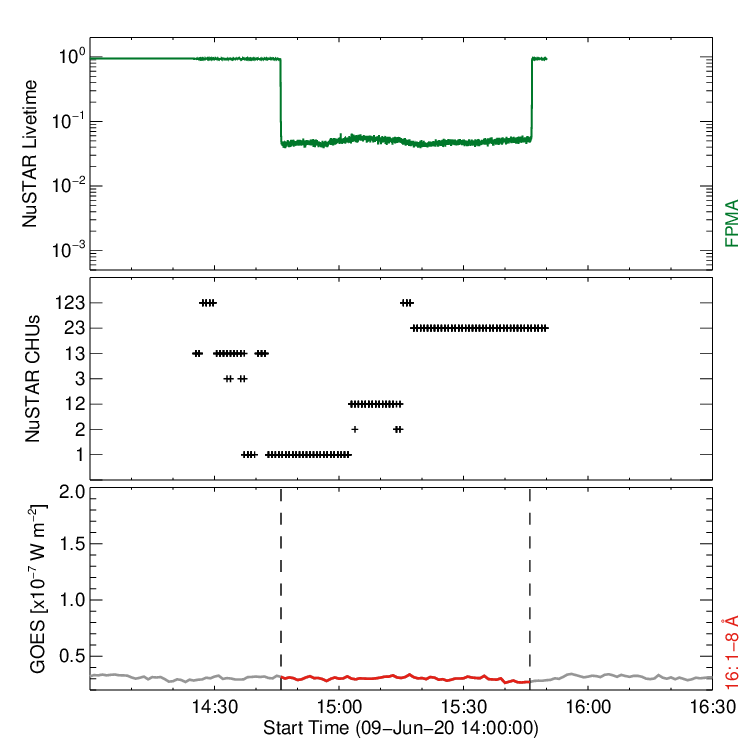 NuSTAR Livetime
10⁰
10⁻¹
10⁻²
10⁻³
FPMA
NuSTAR CHUs
123
23
13
3
12
2
1
GOES [x10⁻⁷ W m⁻²]
2.0
1.5
1.0
0.5
16: 1−8 Å
14:30 15:00 15:30 16:00 16:30
Start Time (09−Jun−20 14:00:00)